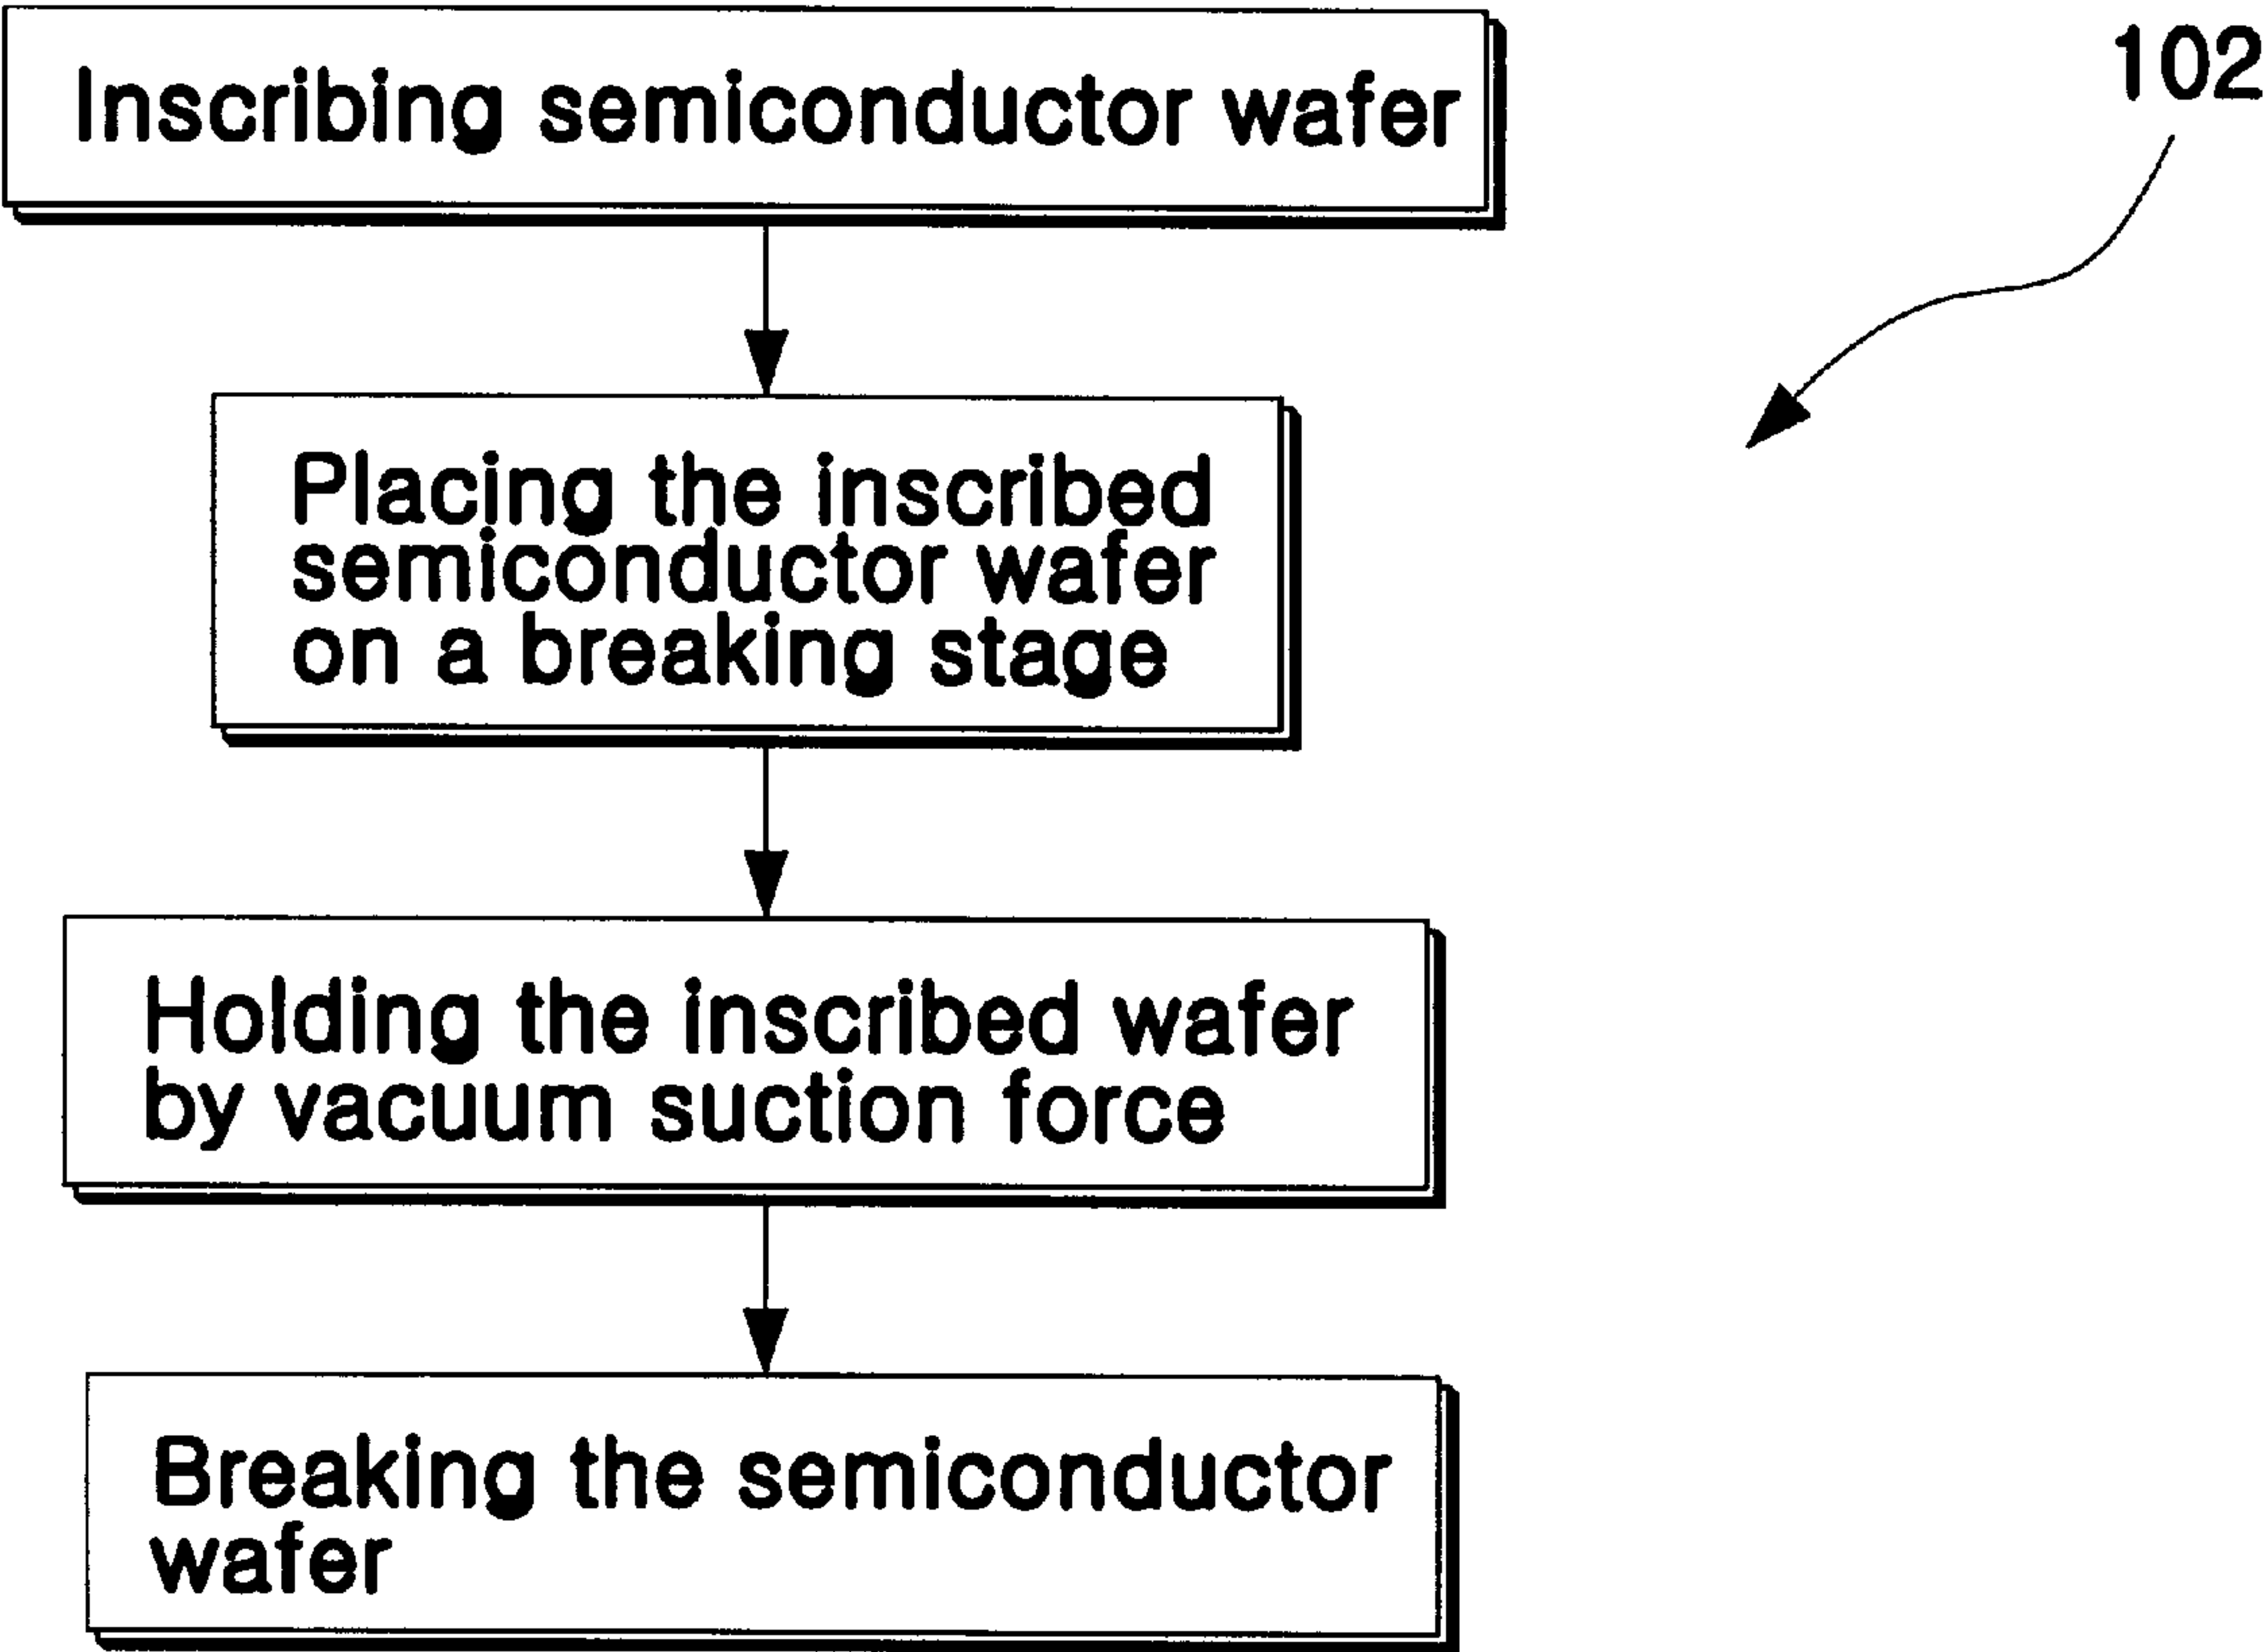 Inscribing semiconductor wafer
102
Placing the inscribed
semiconductor wafer
on a breaking stage
Holding the inscribed wafer
by vacuum suction force
Breaking the semiconductor
wafer